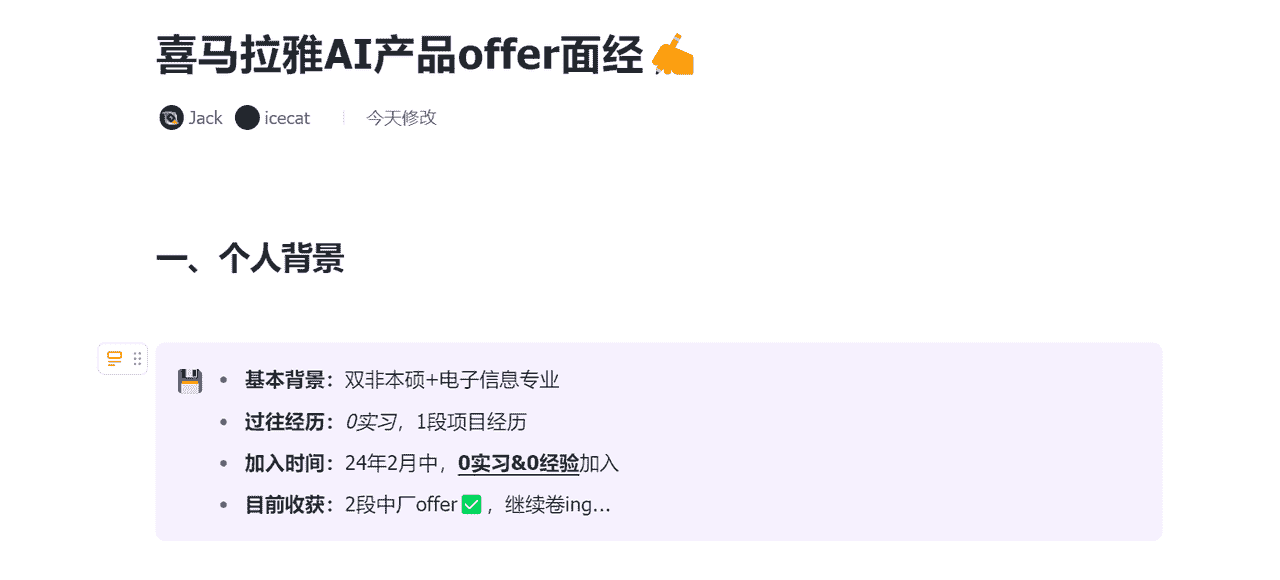 喜马拉雅AI产品offer面经✍️
Jack icecat 今天修改
一、个人背景
💾 • 基本背景：双非本硕+电子信息专业
• 过往经历：0实习，1段项目经历
• 加入时间：24年2月中，0实习&0经验加入
• 目前收获：2段中厂offer✅，继续卷ing...